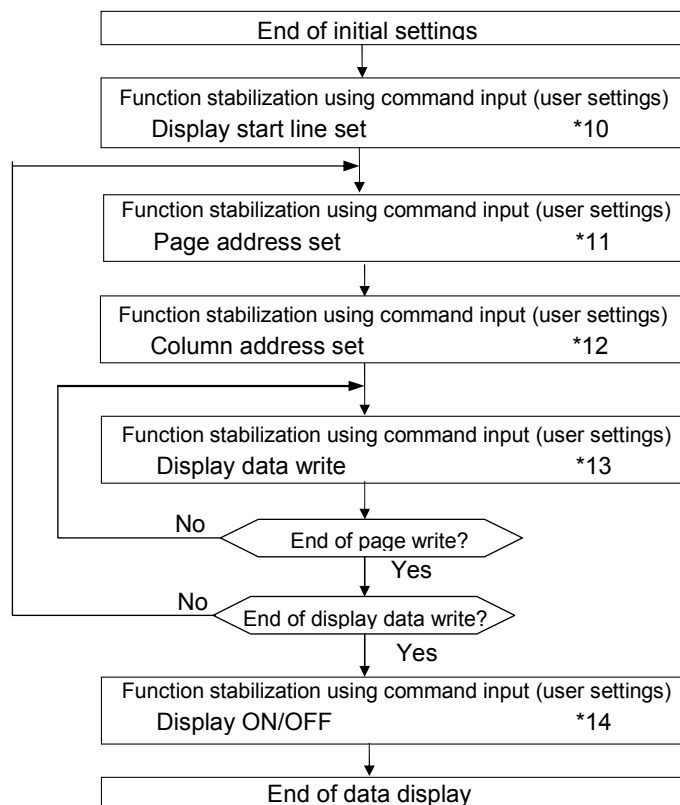 End of initial settings
Function stabilization using command input (user settings)
Display start line set *10
Function stabilization using command input (user settings)
Page address set *11
Function stabilization using command input (user settings)
Column address set *12
Function stabilization using command input (user settings)
Display data write *13
No
End of page write?
Yes
No
End of display data write?
Yes
Function stabilization using command input (user settings)
Display ON/OFF *14
End of data display